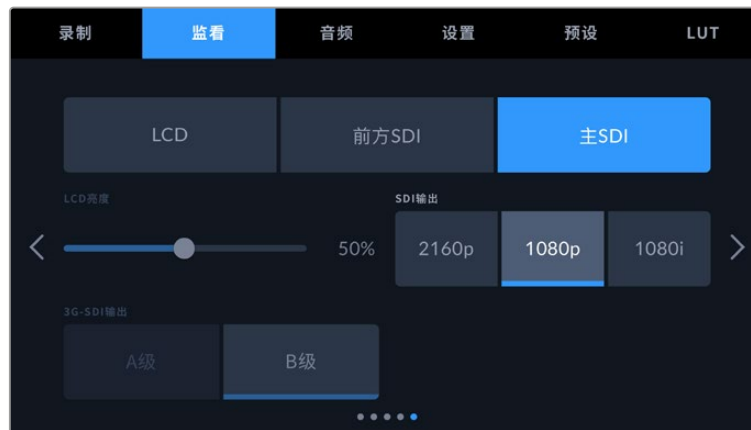 录制 监看 音频 设置 预设 LUT
LCD 前方SDI 主SDI
LCD亮度 SDI输出
50% 2160p 1080p 1080i
3G-SDI输出
A级 B级